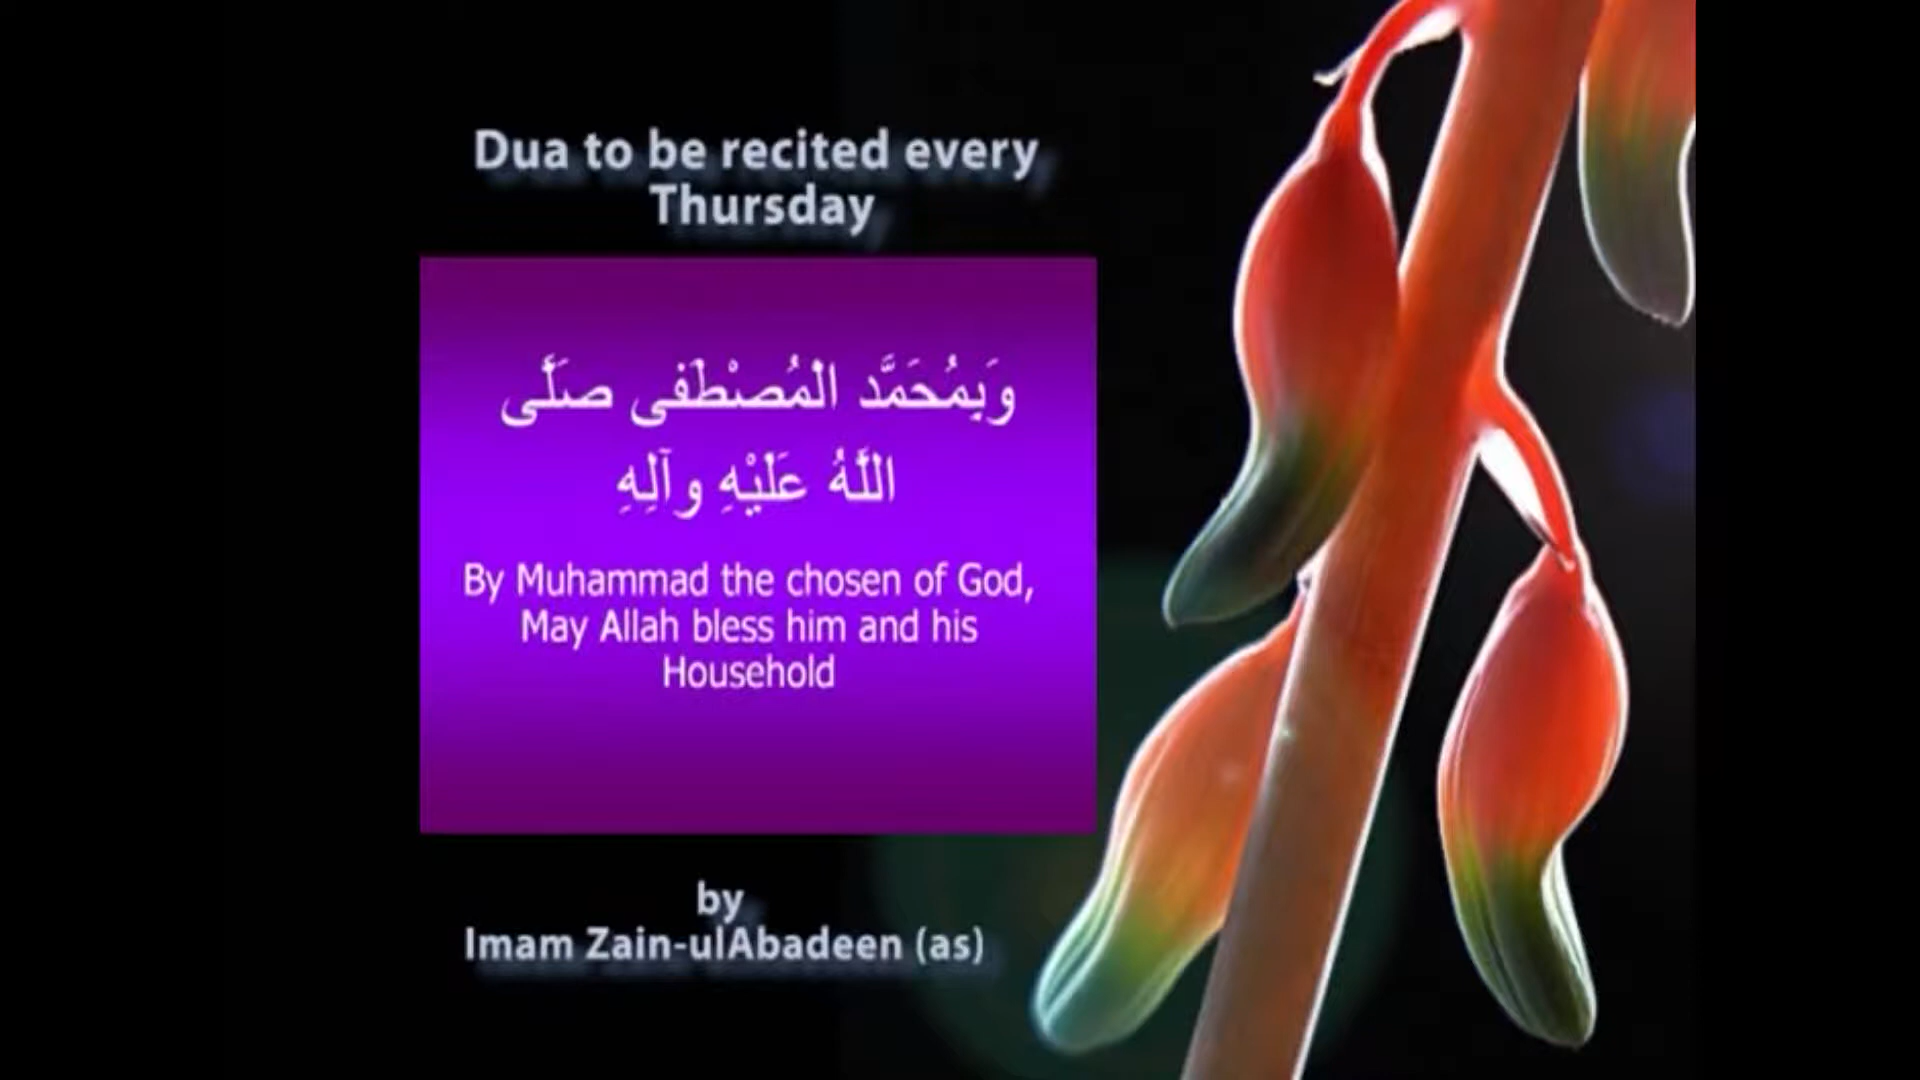 Dua to be recited every
Thursday
وَبِمُحَمَّد الْمُصْطَفى صَلَّى
اللَّهُ عَلَيْهِ وآلِهِ
By Muhammad the chosen of God,
May Allah bless him and his
Household
by
Imam Zain-ulAbadeen (as)